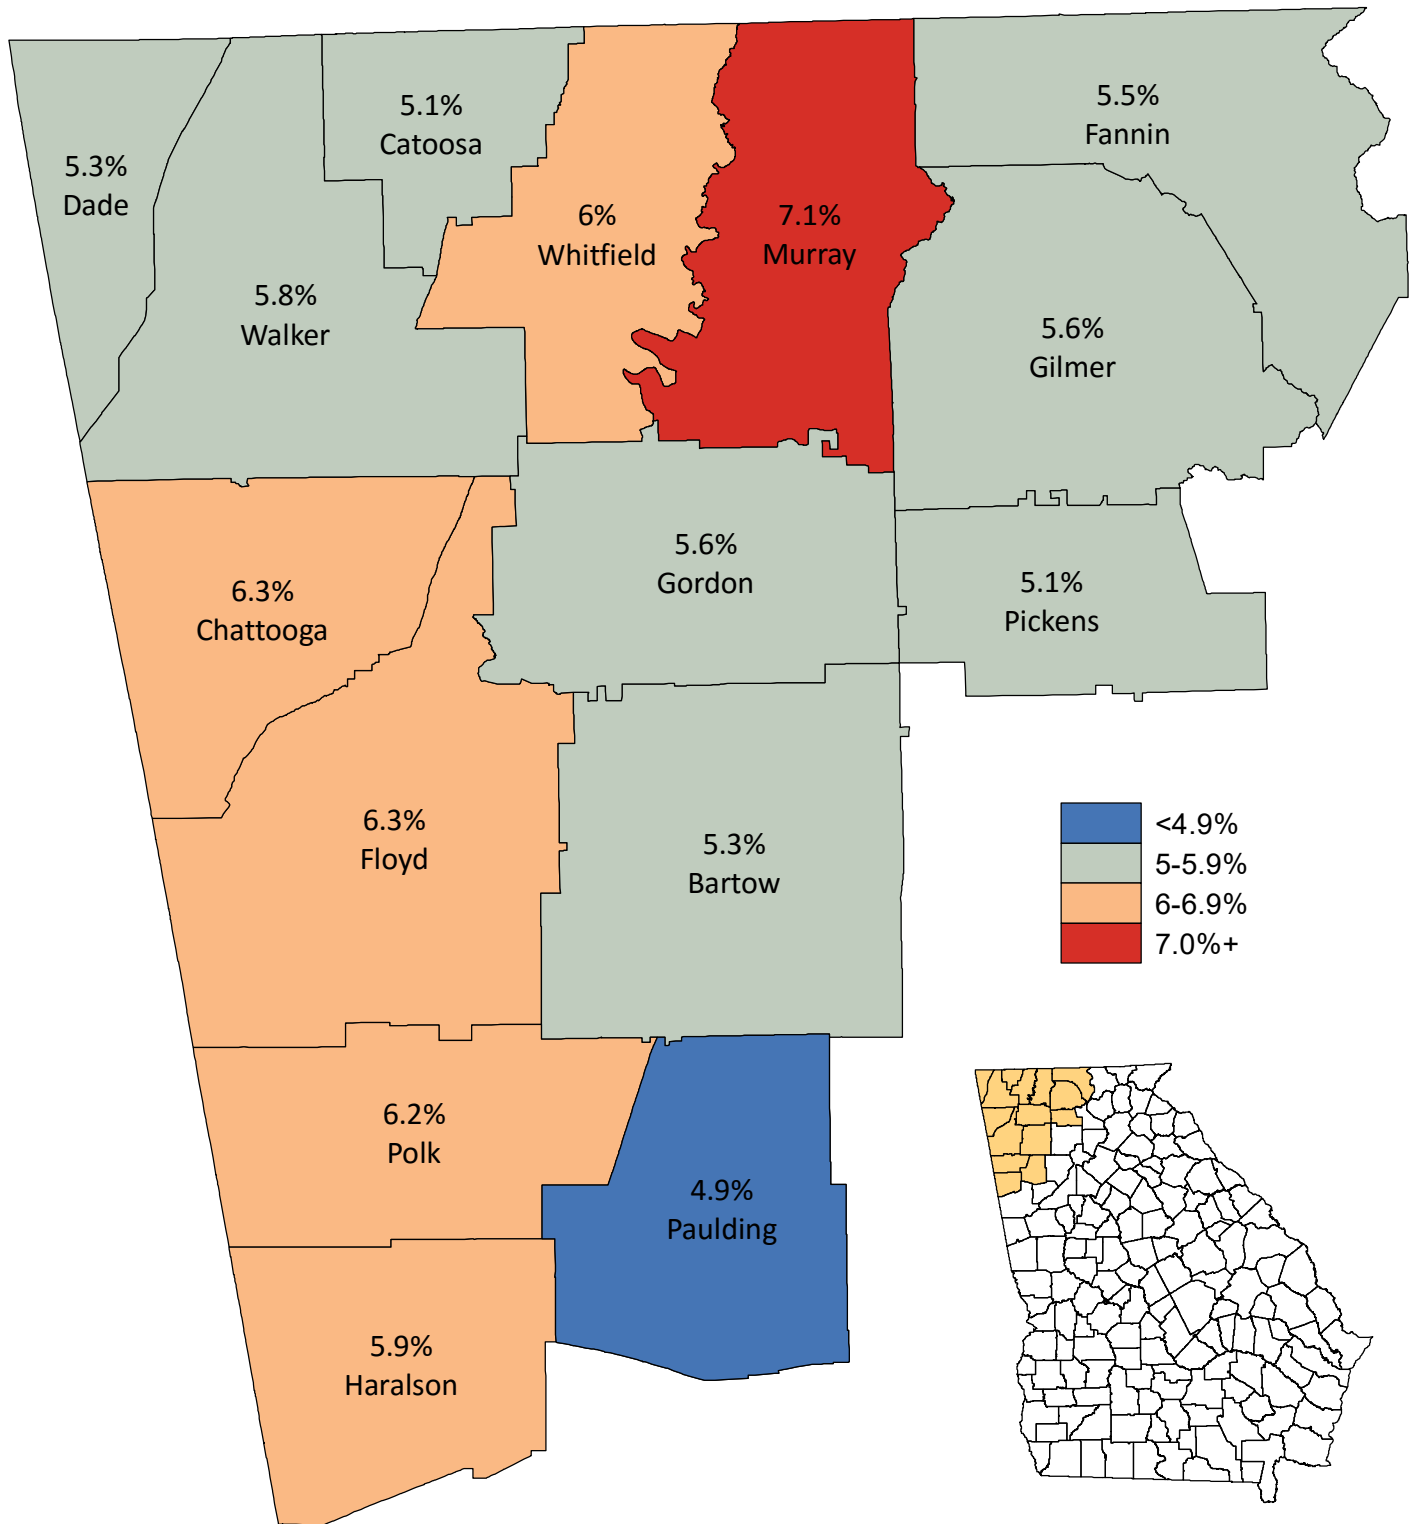 5.1%
Catoosa
5.5%
Fannin
5.3%
Dade
6%
Whitfield
7.1%
Murray
5.8%
Walker
5.6%
Gilmer
5.6%
Gordon
5.1%
Pickens
6.3%
Chattooga
6.3%
Floyd
5.3%
Bartow
<4.9%
5-5.9%
6-6.9%
7.0%+
6.2%
Polk
4.9%
Paulding
5.9%
Haralson